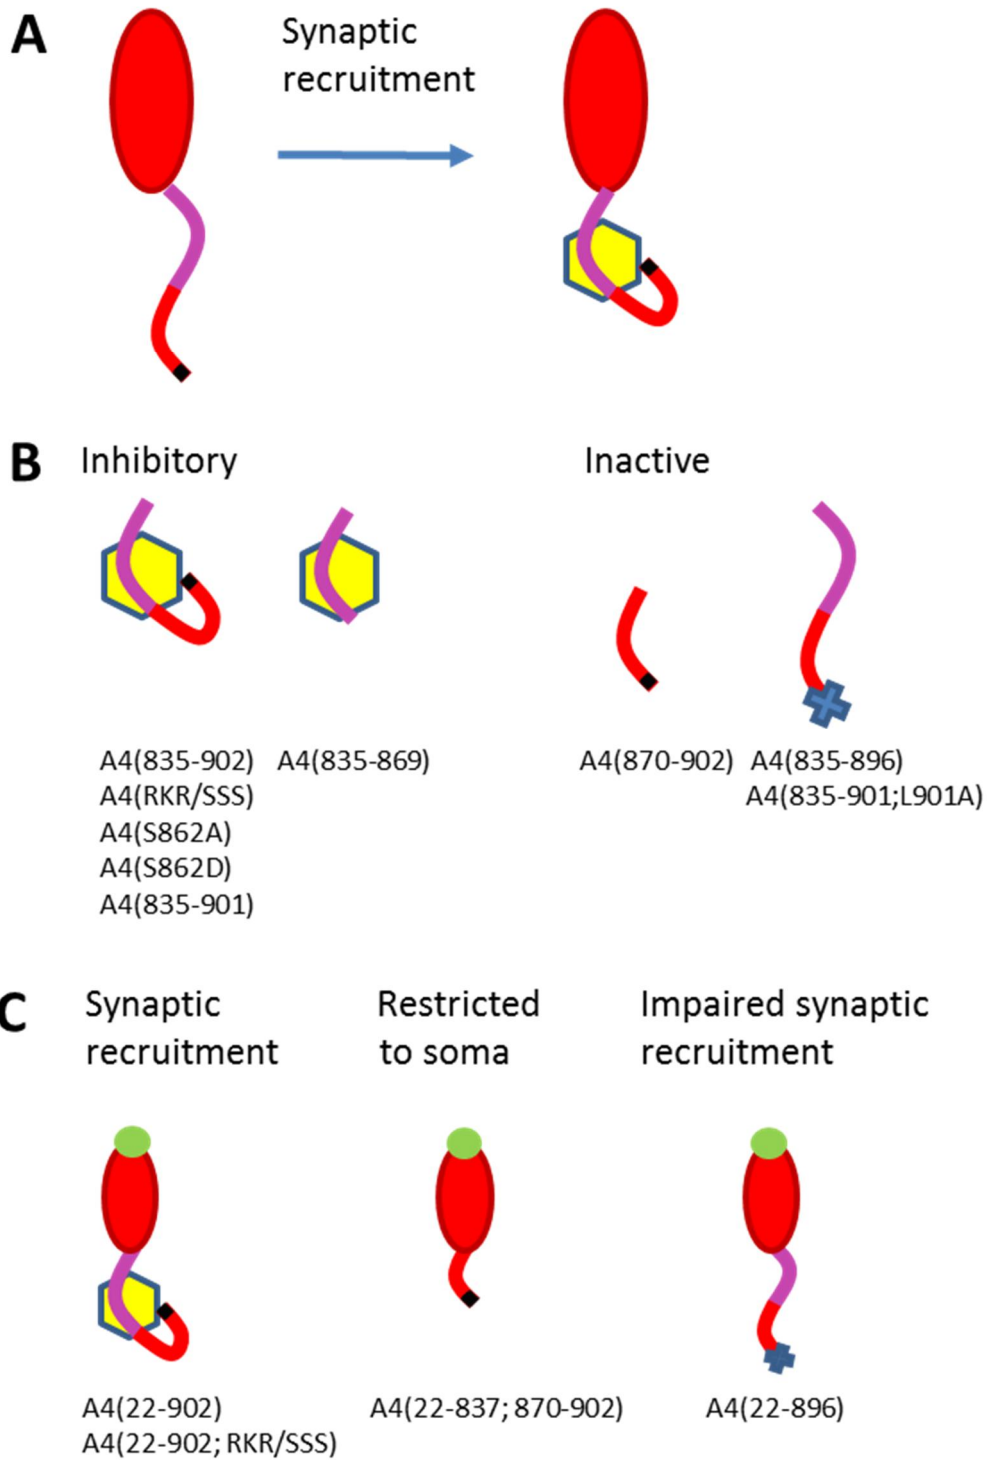 A
Synaptic
recruitment
B
Inhibitory
Inactive
A4(835-902)
A4(RKR/SSS)
A4(S862A)
A4(S862D)
A4(835-901)
A4(835-869)
A4(870-902)
A4(835-896)
A4(835-901;L901A)
C
Synaptic
recruitment
Restricted
to soma
Impaired synaptic
recruitment
A4(22-902)
A4(22-902; RKR/SSS)
A4(22-837; 870-902)
A4(22-896)